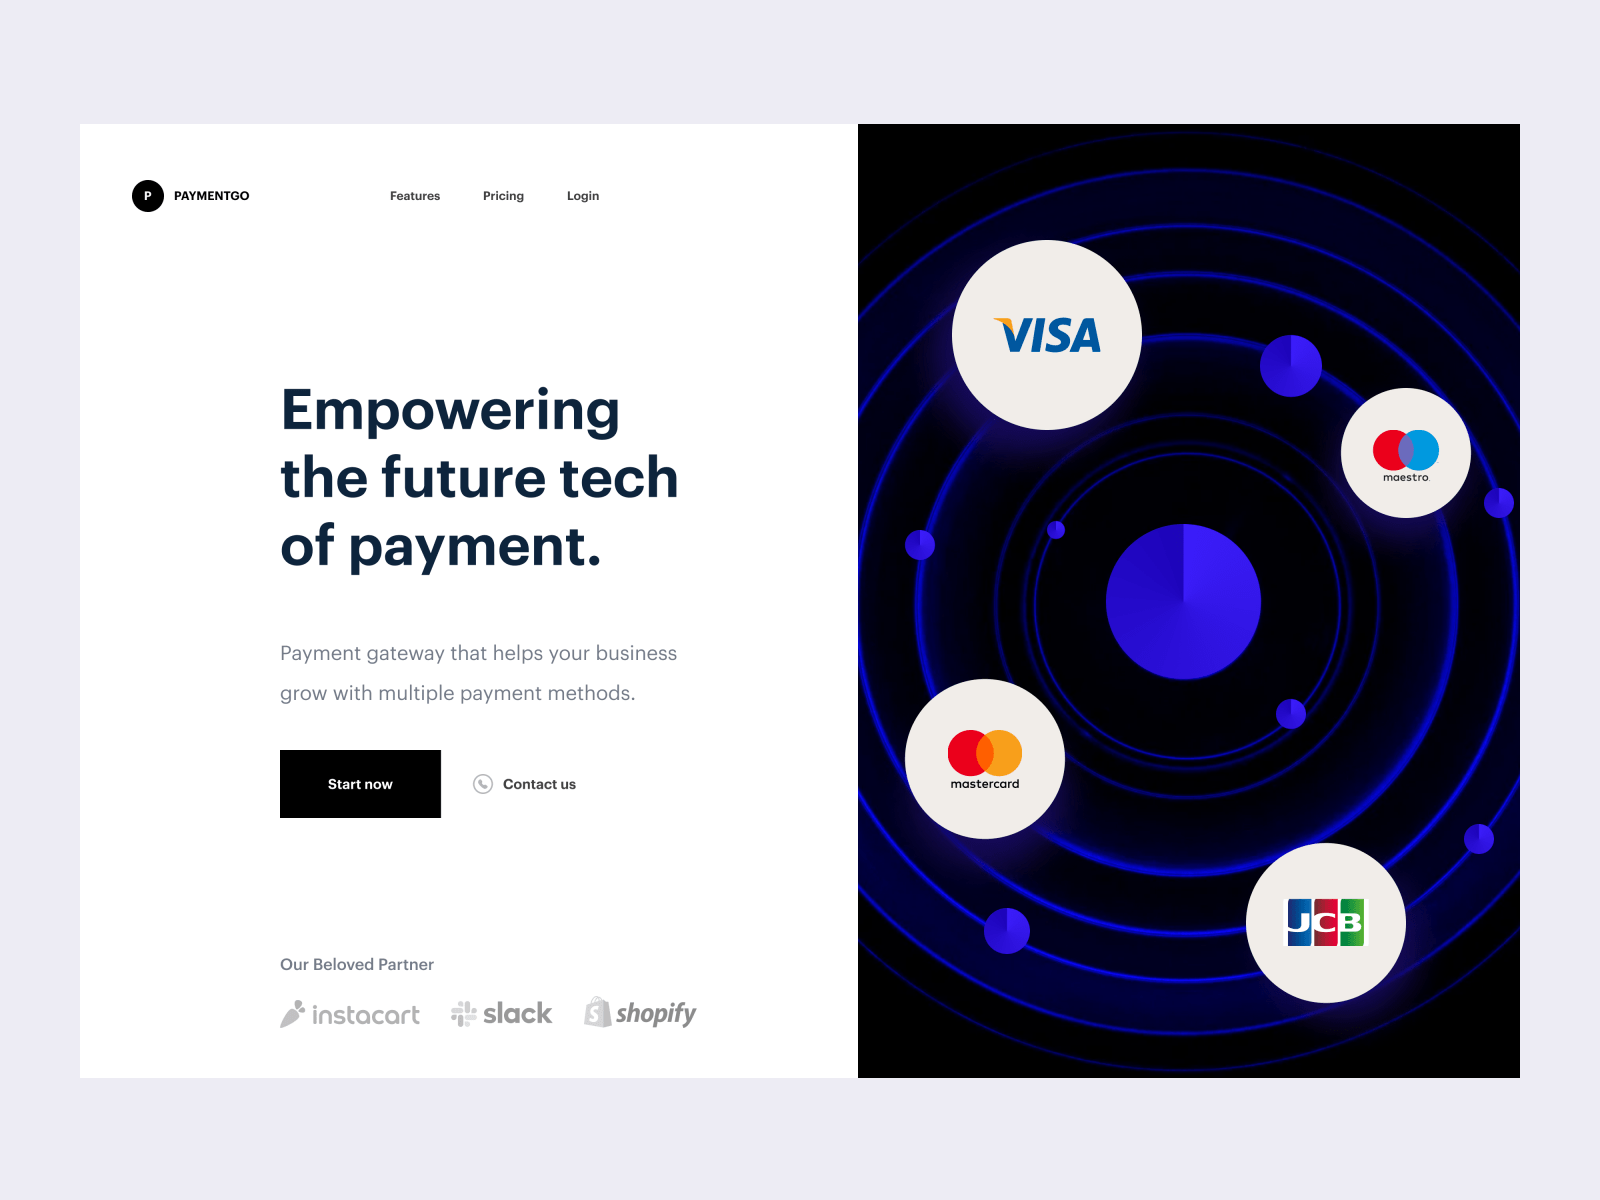 P PAYMENTGO
Features Pricing Login
Empowering
the future tech
of payment.
Payment gateway that helps your business
grow with multiple payment methods.
Start now
Contact us
Our Beloved Partner
instacart slack S shopify
VISA
maestro.
mastercard
JCB